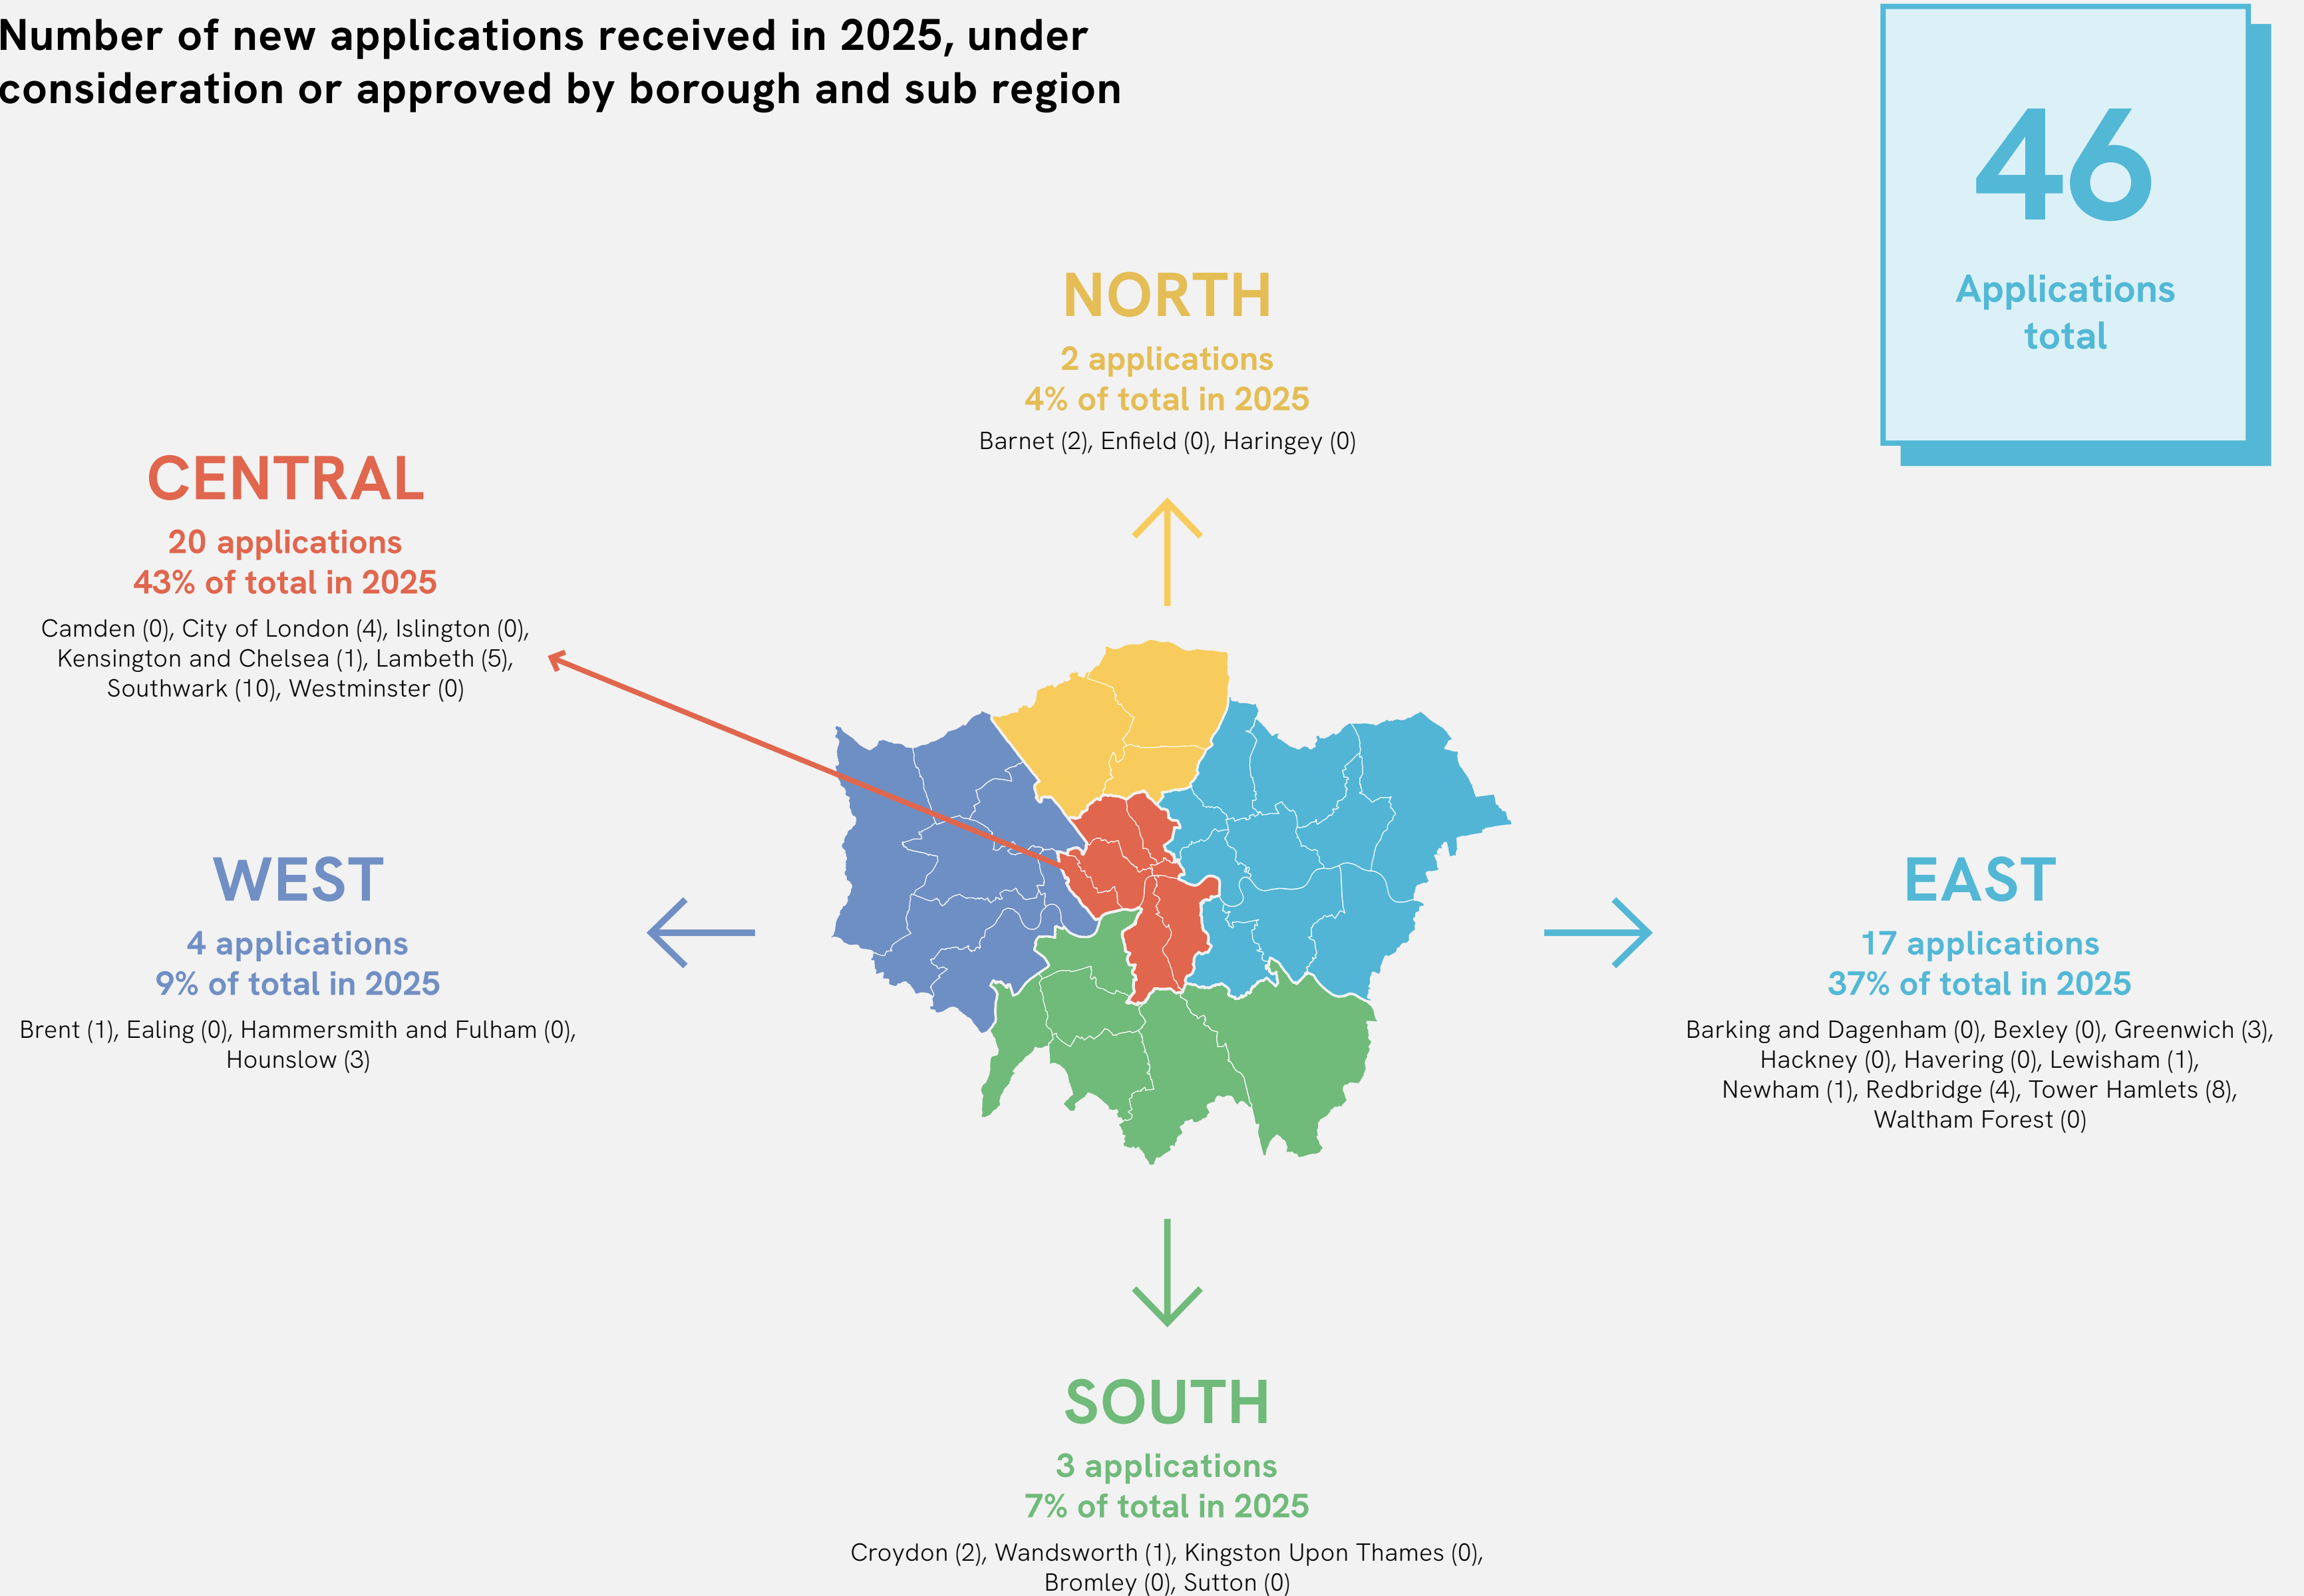 Number of new applications received in 2025, under
consideration or approved by borough and sub region
46
Applications
total
NORTH
2 applications
4% of total in 2025
Barnet (2), Enfield (0), Haringey (0)
CENTRAL
20 applications
43% of total in 2025
Camden (0), City of London (4), Islington (0),
Kensington and Chelsea (1), Lambeth (5),
Southwark (10), Westminster (0)
WEST
4 applications
9% of total in 2025
Brent (1), Ealing (0), Hammersmith and Fulham (0),
Hounslow (3)
EAST
17 applications
37% of total in 2025
Barking and Dagenham (0), Bexley (0), Greenwich (3),
Hackney (0), Havering (0), Lewisham (1),
Newham (1), Redbridge (4), Tower Hamlets (8),
Waltham Forest (0)
SOUTH
3 applications
7% of total in 2025
Croydon (2), Wandsworth (1), Kingston Upon Thames (0),
Bromley (0), Sutton (0)